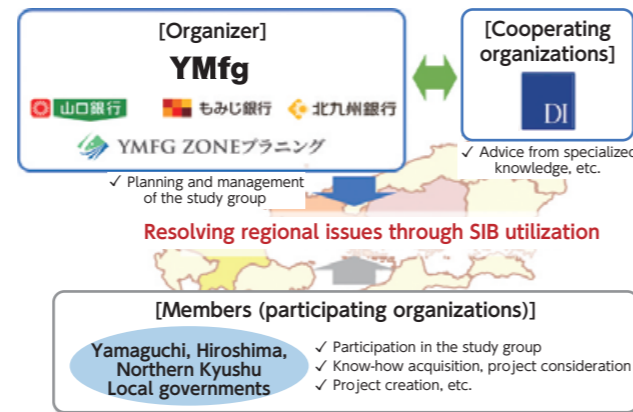 [Organizer]
YMfg
山口銀行
もみじ銀行
北九州銀行
YMFG ZONEプラニング
✓ Planning and management
of the study group
[Cooperating
organizations]
DI
✓ Advice from specialized
knowledge, etc.
Resolving regional issues through SIB utilization
[Members (participating organizations)]
Yamaguchi, Hiroshima,
Northern Kyushu
Local governments
✓ Participation in the study group
✓ Know-how acquisition, project consideration
✓ Project creation, etc.